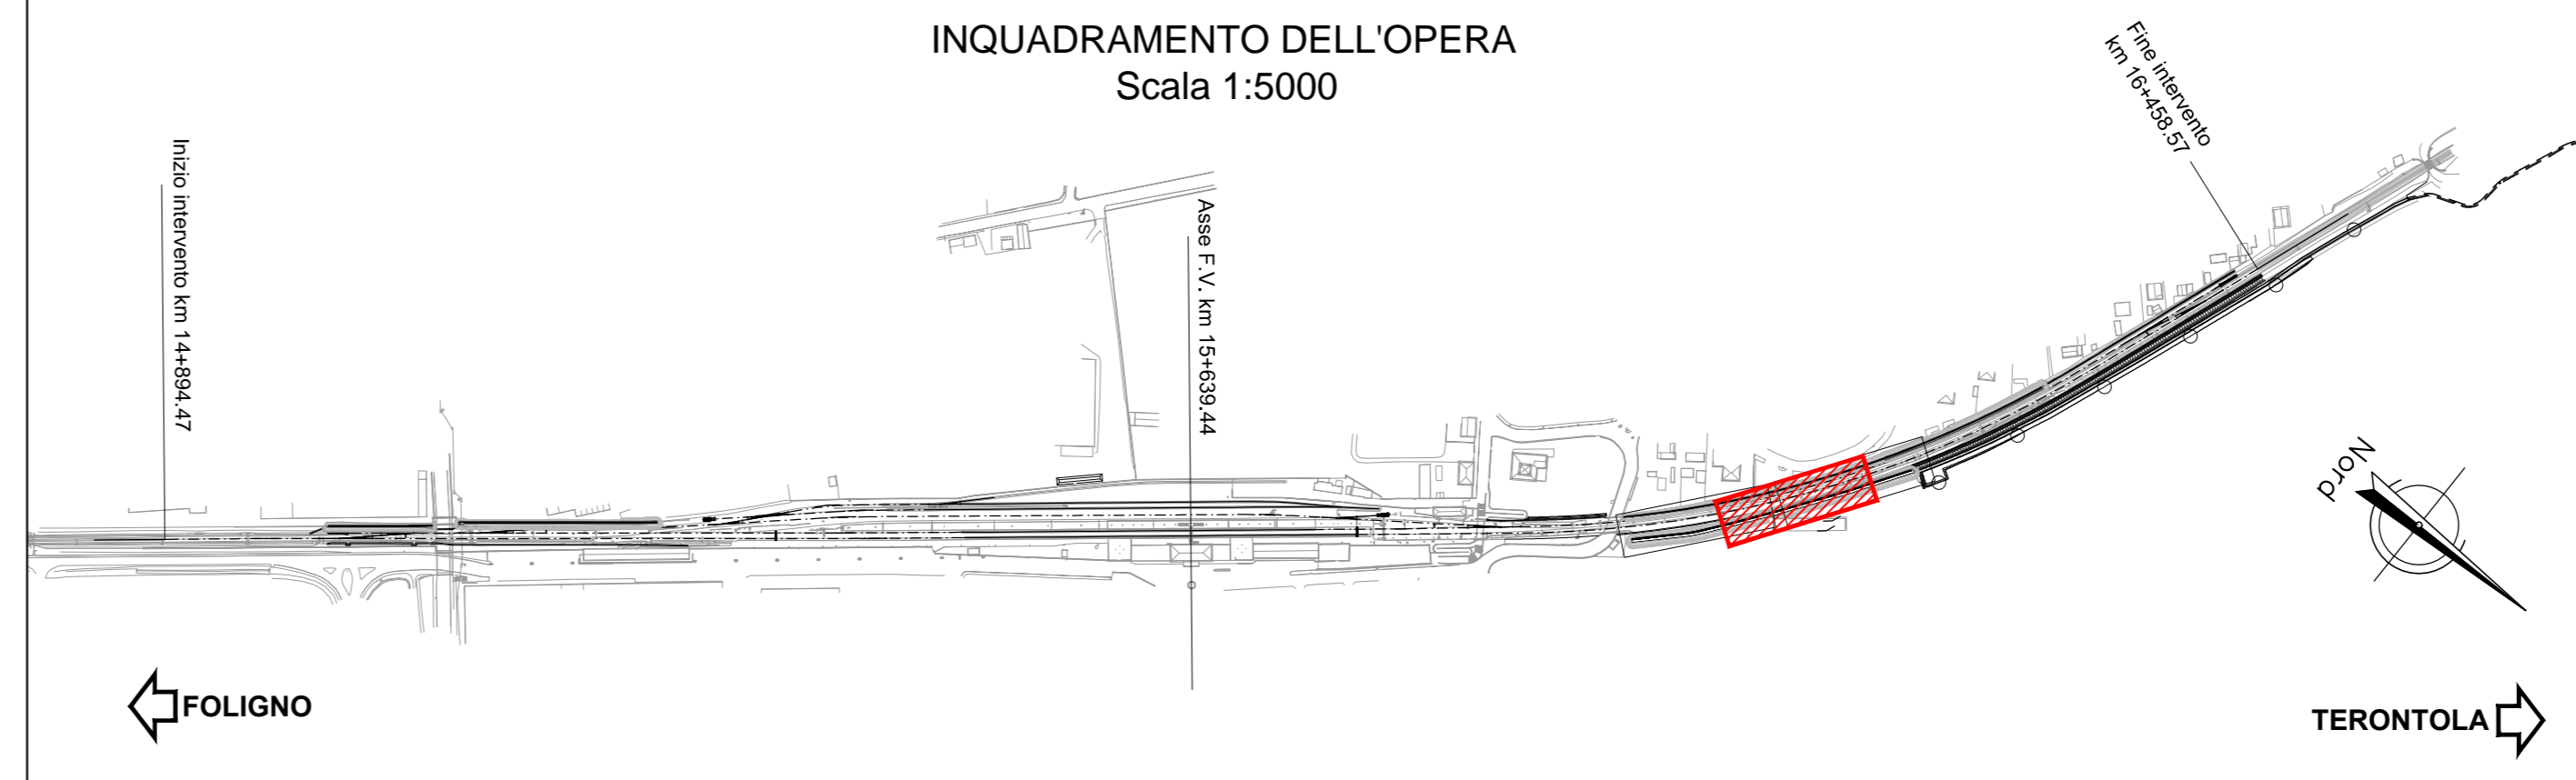 INQUADRAMENTO DELL'OPERA
Scala 1:5000
Inizio intervento km 14+894.47
Asse F.V. km 15+639.44
Fine intervento
km 16+458.57
Nord
FOLIGNO
TERONTOLA